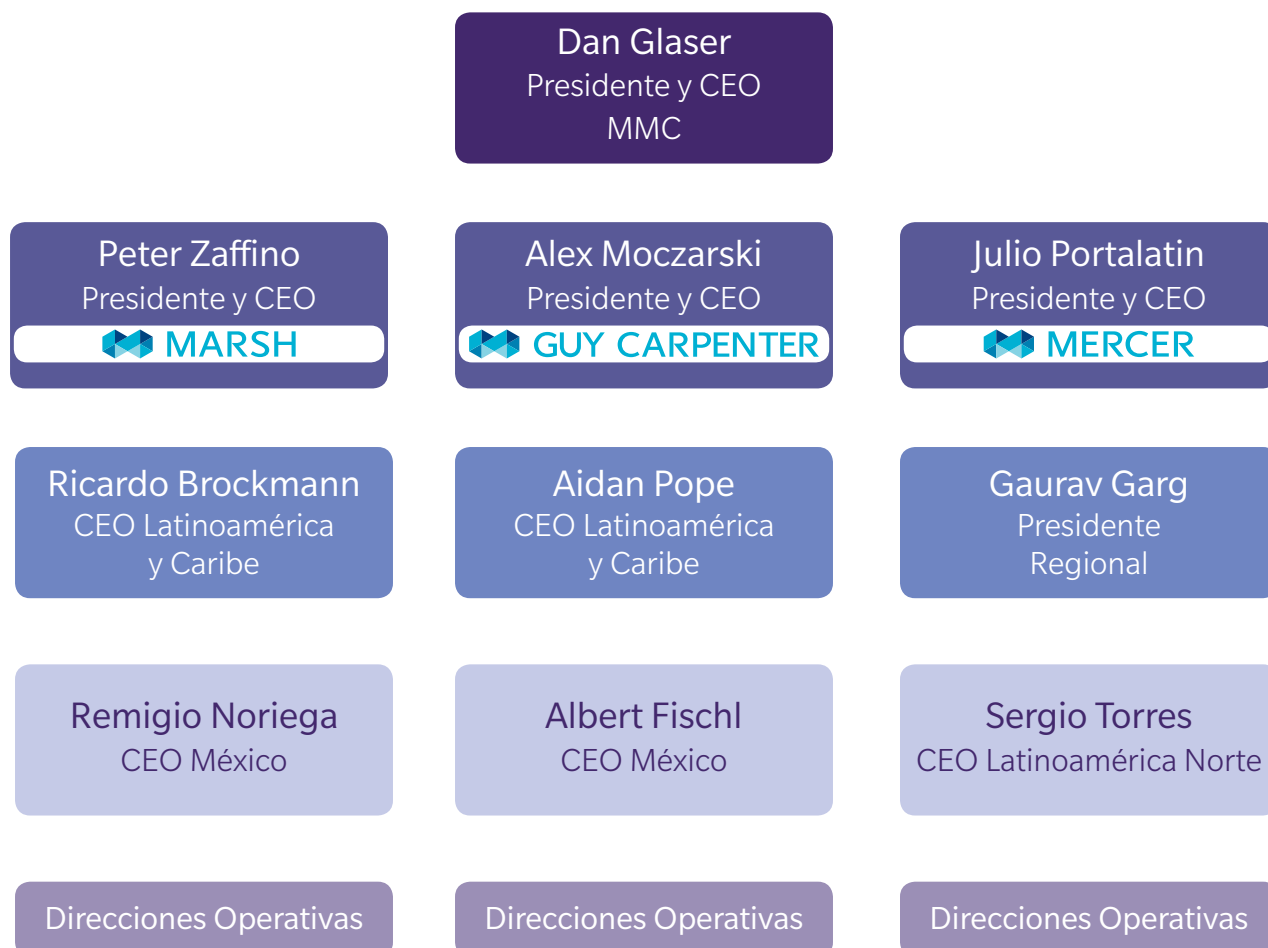 Dan Glaser
Presidente y CEO
MMC
Peter Zaffino
Presidente y CEO
MARSH
Alex Moczarski
Presidente y CEO
GUY CARPENTER
Julio Portalatin
Presidente y CEO
MERCER
Ricardo Brockmann
CEO Latinoamérica
y Caribe
Aidan Pope
CEO Latinoamérica
y Caribe
Gaurav Garg
Presidente
Regional
Remigio Noriega
CEO México
Albert Fischl
CEO México
Sergio Torres
CEO Latinoamérica Norte
Direcciones Operativas
Direcciones Operativas
Direcciones Operativas